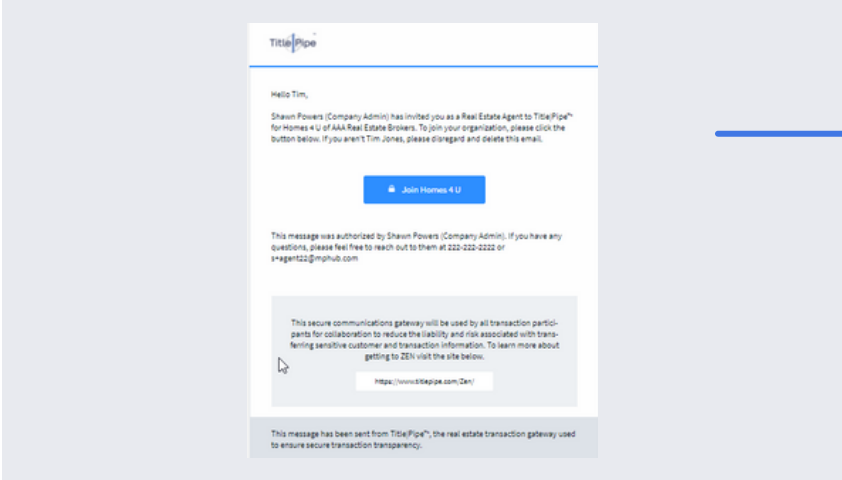 Title|Pipe™
Hello Tim,
Shawn Powers (Company Admin) has invited you as a Real Estate Agent to Title|Pipe™
for Homes 4 U of AAA Real Estate Brokers. To join your organization, please click the
button below. If you aren't Tim Jones, please disregard and delete this email.
Join Homes 4 U
This message was authorized by Shawn Powers (Company Admin). If you have any
questions, please feel free to reach out to them at 222-222-2222 or
s+agent22@mphub.com
This secure communications gateway will be used by all transaction partici-
pants for collaboration to reduce the liability and risk associated with trans-
ferring sensitive customer and transaction information. To learn more about
getting to ZEN visit the site below.
https://www.titlepipe.com/Zen/
This message has been sent from Title|Pipe™, the real estate transaction gateway used
to ensure secure transaction transparency.